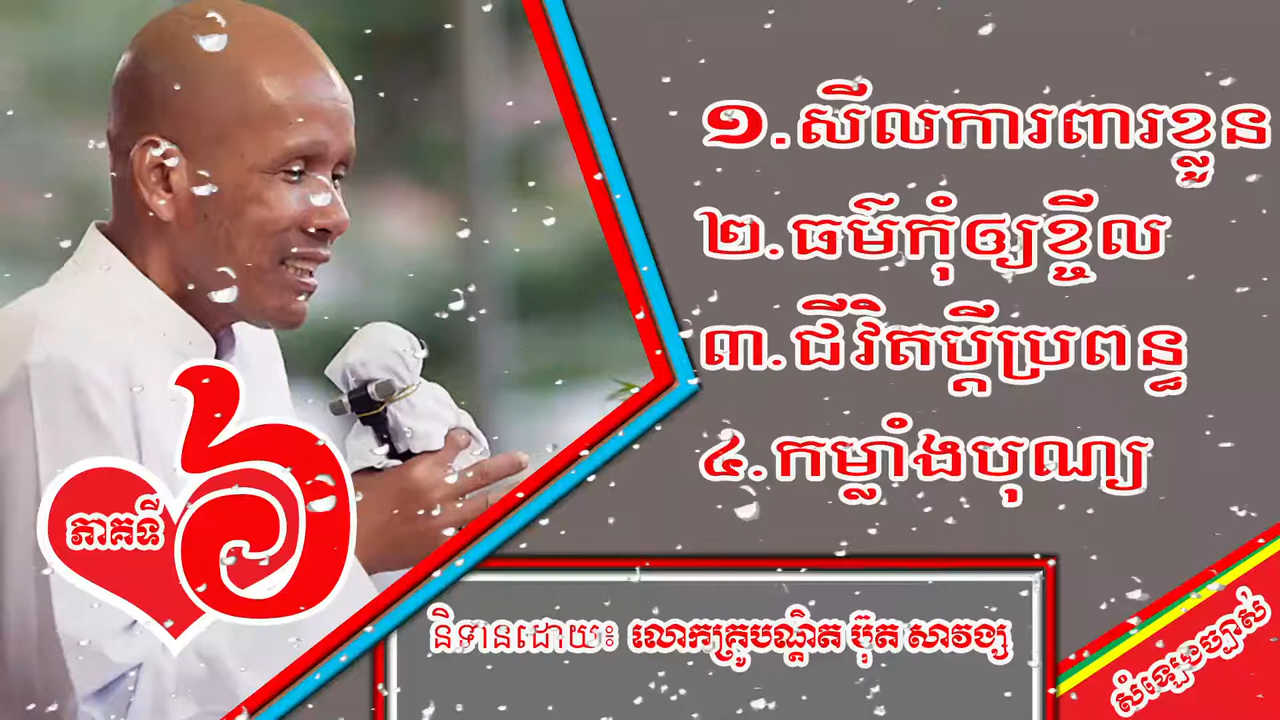 ១.សីលការពារខ្លួន
២.ធម៌កុំឲ្យខ្ចីល
៣.ជីវិតប្ដីប្រពន្ធ
៤.កម្លាំងបុណ្យ
ភាគទី
៦
និទានដោយ៖ លោកគ្រូបណ្ឌិត ប៊ុត សាវង្ស
សំឡេងច្បាស់